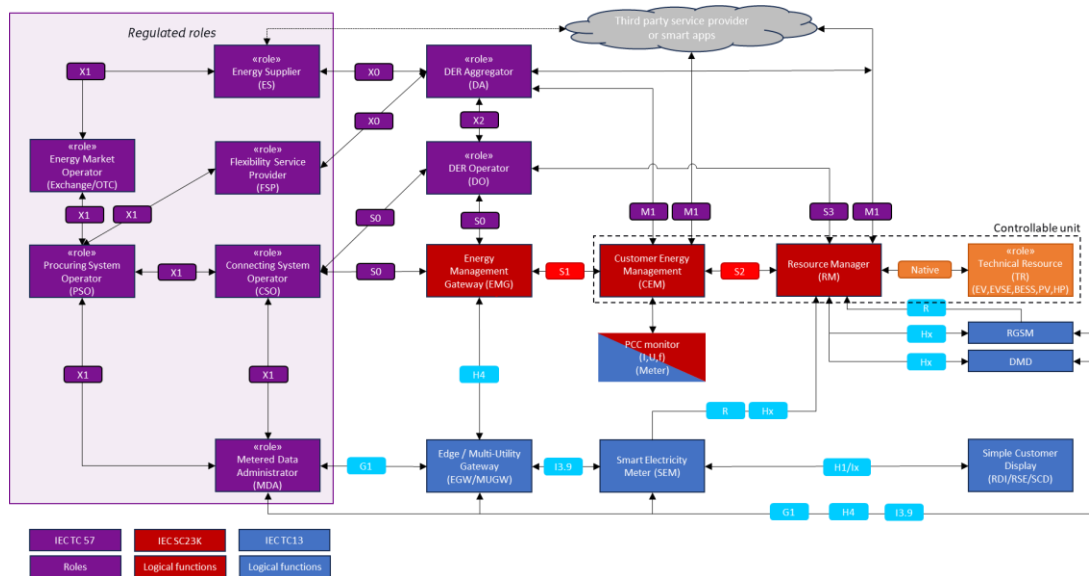 Regulated roles
Third party service provider
or smart apps
«role»
Energy Supplier
(ES)
X1
X0
«role»
DER Aggregator
(DA)
X0
X2
«role»
Energy Market
Operator
(Exchange/OTC)
«role»
Flexibility Service
Provider
(FSP)
«role»
DER Operator
(DO)
X1
X1
S0
S0
M1
M1
S3
M1
Controllable unit
«role»
Procuring System
Operator
(PSO)
X1
«role»
Connecting System
Operator
(CSO)
S0
Energy
Management
Gateway (EMG)
S1
Customer Energy
Management
(CEM)
S2
Resource Manager
(RM)
Native
«role»
Technical Resource
(TR)
(EV,EVSE,BESS,PV,HP)
R
Hx
RGSM
Hx
DMD
PCC monitor
(I,U,f)
(Meter)
X1
X1
H4
R
Hx
«role»
Metered Data
Administrator
(MDA)
G1
Edge / Multi-Utility
Gateway
(EGW/MUGW)
I3.9
Smart Electricity
Meter (SEM)
H1/Ix
Simple Customer
Display
(RDI/RSE/SCD)
G1
H4
I3.9
IEC TC 57
IEC SC23K
IEC TC13
Roles
Logical functions
Logical functions